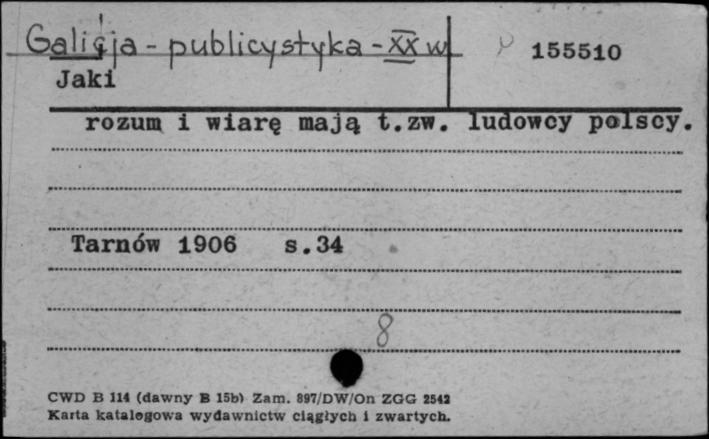 Galicja - publicystyka - XX w.
155510
Jaki
rozum i wiarę mają t.zw. ludowcy polscy.
Tarnów 1906 s.34
8
CWD B 114 (dawny B 15b) Zam. 897/DW/On ZGG 2542
Karta katalogowa wydawnictw ciągłych i zwartych.